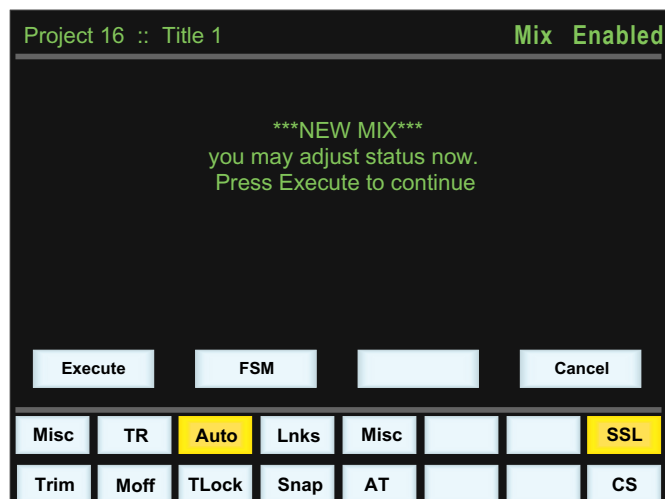 Project 16 :: Title 1 Mix Enabled
***NEW MIX***
you may adjust status now.
Press Execute to continue
Execute FSM Cancel
Misc TR Auto Lnks Misc SSL
Trim Moff TLock Snap AT CS